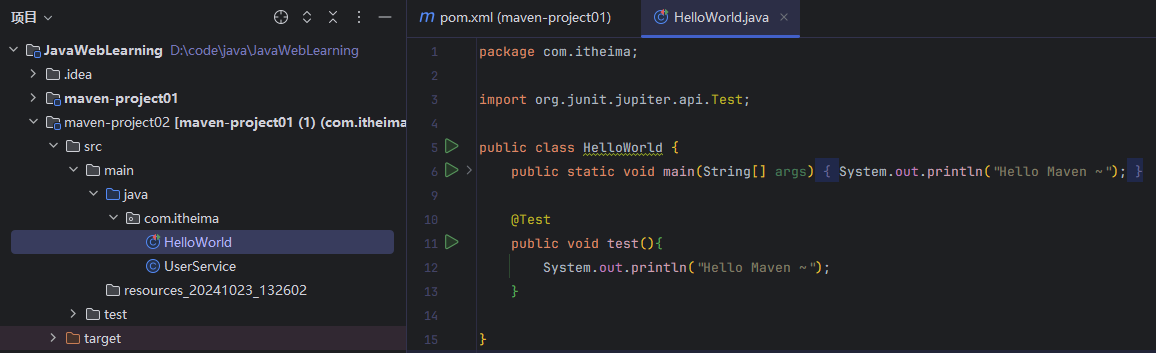 项目
JavaWebLearning D:\code\java\JavaWebLearning
.idea
maven-project01
maven-project02 [maven-project01 (1) (com.itheima
src
main
java
com.itheima
HelloWorld
UserService
resources_20241023_132602
test
target
pom.xml (maven-project01) HelloWorld.java
1 package com.itheima;
2
3 import org.junit.jupiter.api.Test;
4
5 public class HelloWorld {
6 public static void main(String[] args) { System.out.println("Hello Maven ~"); }
9
10 @Test
11 public void test(){
12 System.out.println("Hello Maven ~");
13 }
14
15 }